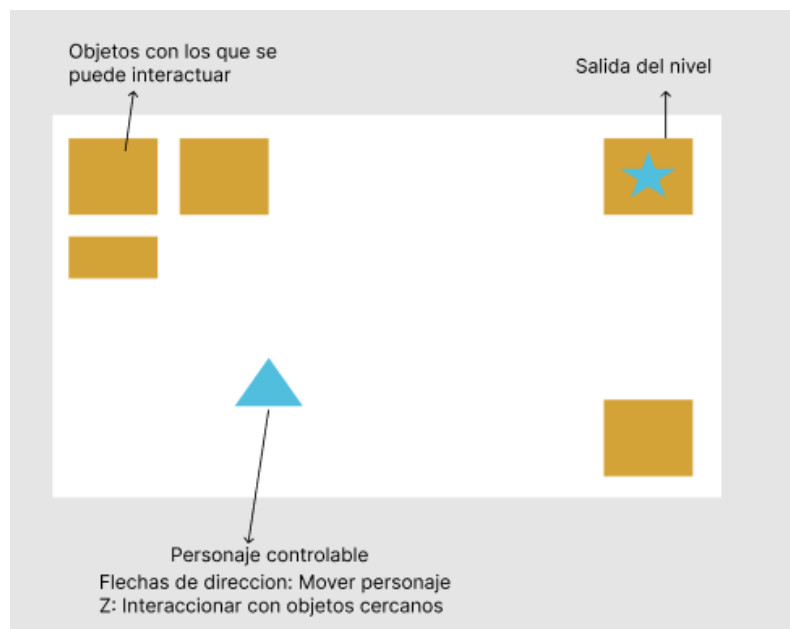 Objetos con los que se
puede interactuar
Salida del nivel
Personaje controlable
Flechas de direccion: Mover personaje
Z: Interaccionar con objetos cercanos